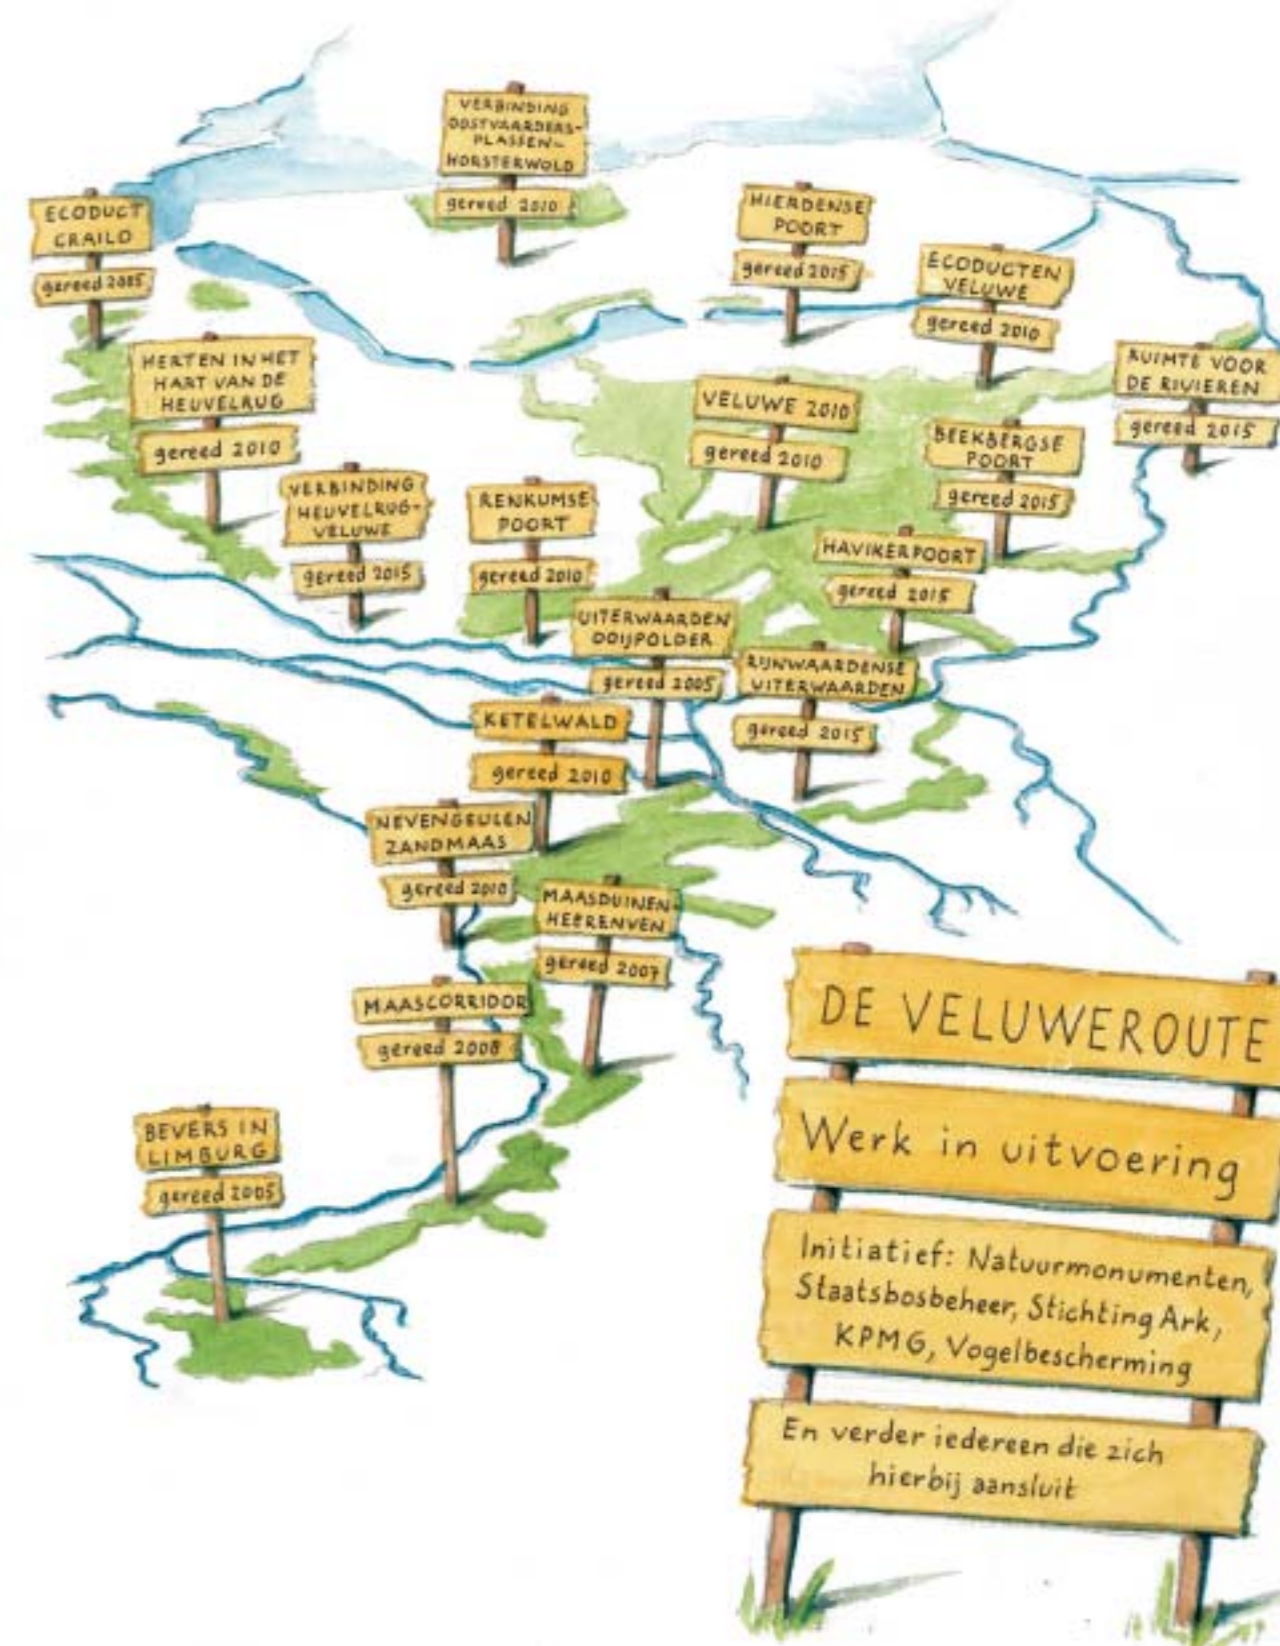 VERBINDING
OOSTVAARDERS-
PLASSEN-
HORSTERWOLD
gereed 2010
ECODUCT
CRAILO
gereed 2005
HIERDENSE
POORT
gereed 2015
ECODUCTEN
VELUWE
gereed 2010
HERTEN IN HET
HART VAN DE
HEUVELRUG
gereed 2010
RUIMTE VOOR
DE RIVIEREN
gereed 2015
VELUWE 2010
gereed 2010
BEEKBERGSE
POORT
gereed 2015
VERBINDING
HEUVELRUG-
VELUWE
gereed 2015
RENKUMSE
POORT
gereed 2010
HAVIKERPOORT
gereed 2015
UITERWAARDEN
OOIJPOLDER
gereed 2005
RIJNWAARDENSE
UITERWAARDEN
gereed 2015
KETELWALD
gereed 2010
NEVENGEULEN
ZANDMAAS
gereed 2010
MAASDUINEN-
HEERENVEN
gereed 2007
MAASCORRIDOR
gereed 2008
BEVERS IN
LIMBURG
gereed 2005
DE VELUWEROUTE
Werk in uitvoering
Initiatief: Natuurmonumenten,
Staatsbosbeheer, Stichting Ark,
KPMG, Vogelbescherming
En verder iedereen die zich
hierbij aansluit